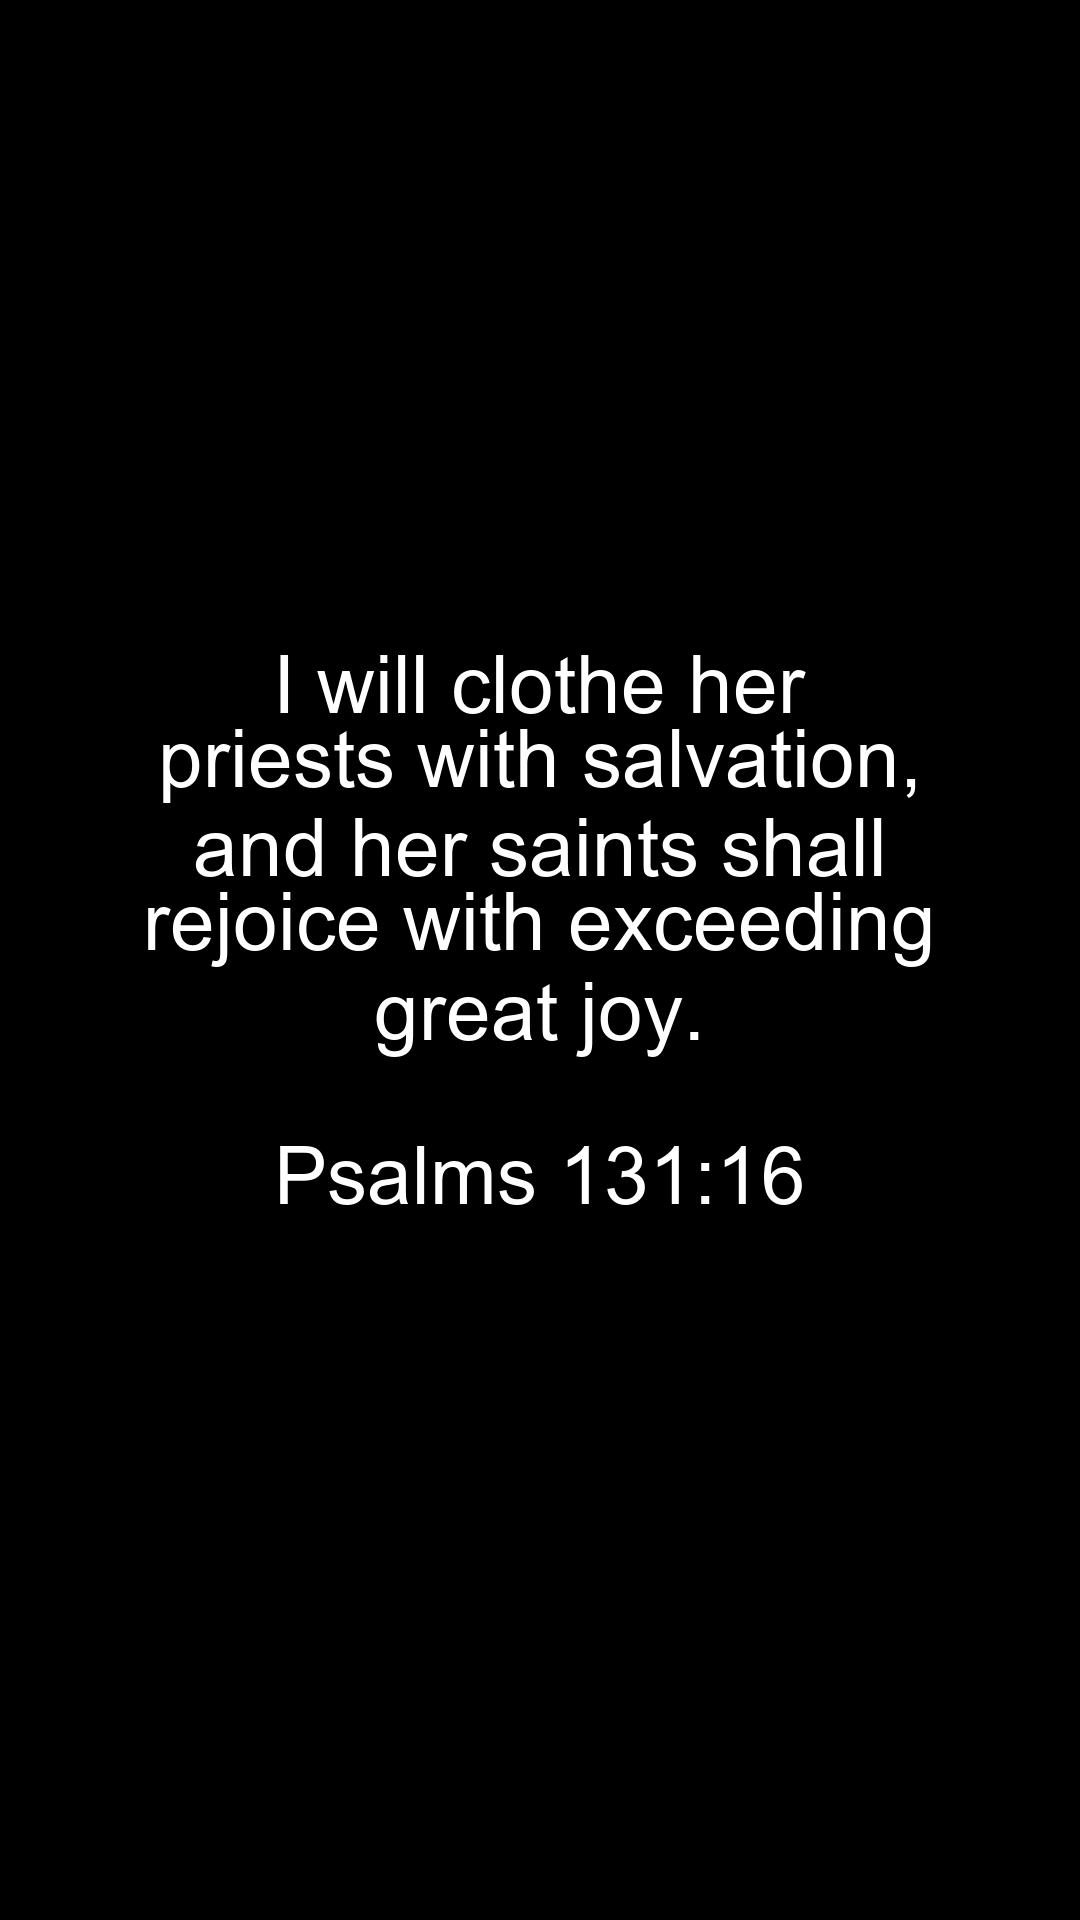 I will clothe her
priests with salvation,
and her saints shall
rejoice with exceeding
great joy.
Psalms 131:16